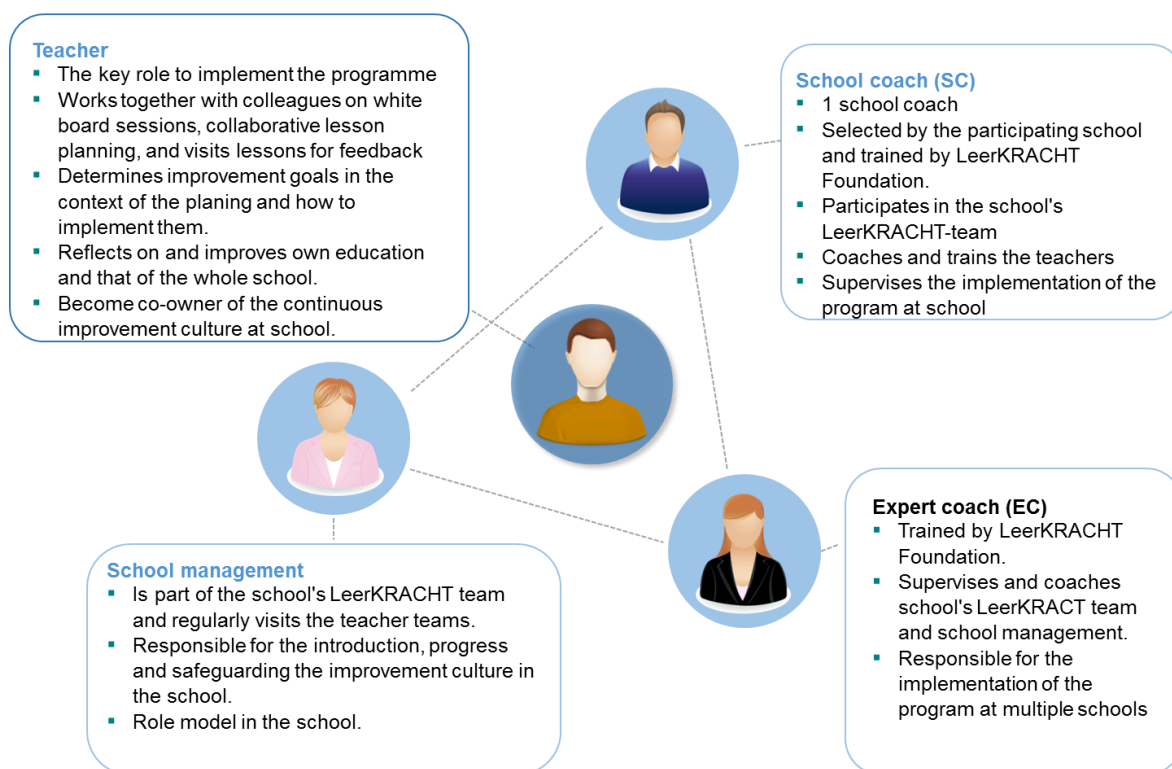 Teacher
▪ The key role to implement the programme
▪ Works together with colleagues on white
board sessions, collaborative lesson
planning, and visits lessons for feedback
▪ Determines improvement goals in the
context of the planing and how to
implement them.
▪ Reflects on and improves own education
and that of the whole school.
▪ Become co-owner of the continuous
improvement culture at school.
School coach (SC)
▪ 1 school coach
▪ Selected by the participating school
and trained by LeerKRACHT
Foundation.
▪ Participates in the school's
LeerKRACHT-team
▪ Coaches and trains the teachers
▪ Supervises the implementation of the
program at school
School management
▪ Is part of the school's LeerKRACHT team
and regularly visits the teacher teams.
▪ Responsible for the introduction, progress
and safeguarding the improvement culture in
the school.
▪ Role model in the school.
Expert coach (EC)
▪ Trained by LeerKRACHT
Foundation.
▪ Supervises and coaches
school's LeerKRACT team
and school management.
▪ Responsible for the
implementation of the
program at multiple schools